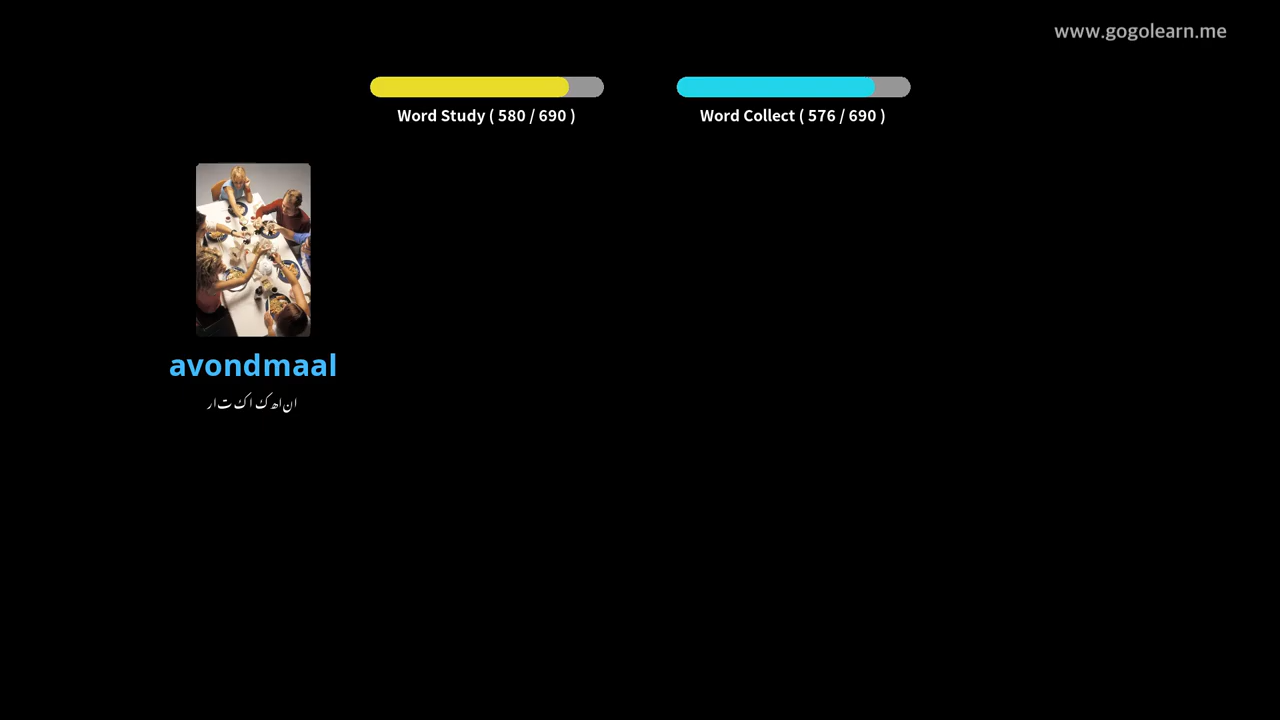 www.gogolearn.me
Word Study ( 580 / 690 )
Word Collect ( 576 / 690 )
avondmaal
رات کا کھانا